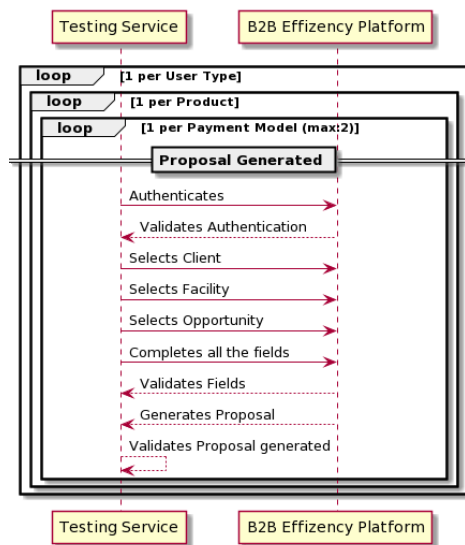 Testing Service B2B Effizency Platform
loop [1 per User Type]
loop [1 per Product]
loop [1 per Payment Model (max:2)]
Proposal Generated
Authenticates
Validates Authentication
Selects Client
Selects Facility
Selects Opportunity
Completes all the fields
Validates Fields
Generates Proposal
Validates Proposal generated
Testing Service B2B Effizency Platform